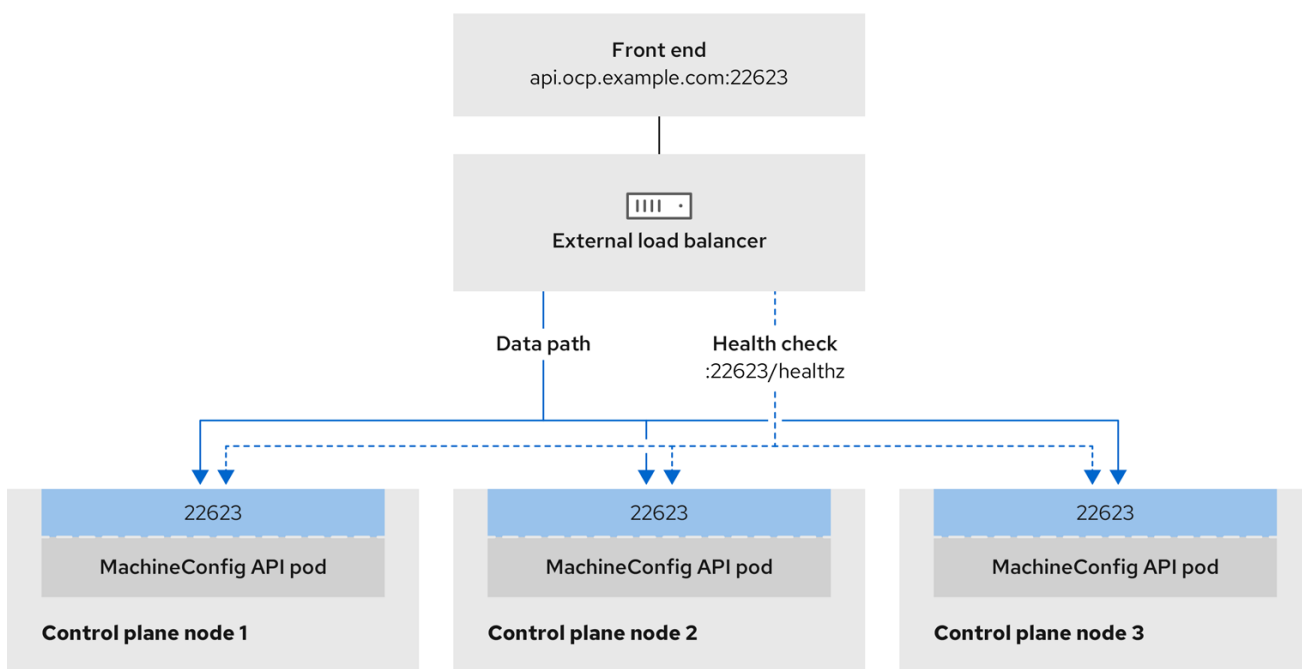 Front end
api.ocp.example.com:22623
External load balancer
Data path
Health check
:22623/healthz
22623
22623
22623
MachineConfig API pod
MachineConfig API pod
MachineConfig API pod
Control plane node 1
Control plane node 2
Control plane node 3